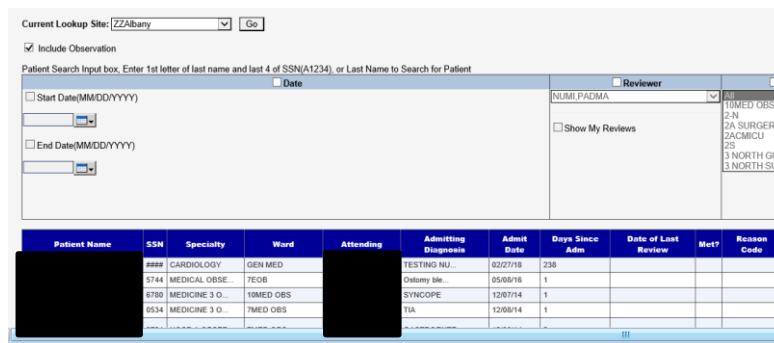 Current Lookup Site: ZZAlbany Go
Include Observation
Patient Search Input box, Enter 1st letter of last name and last 4 of SSN(A1234), or Last Name to Search for Patient
Date Reviewer
Start Date(MM/DD/YYYY) NUMI,PADMA All
10MED OBS
2-N
Show My Reviews 2A SURGER
2ACMICU
End Date(MM/DD/YYYY) 2S
3 NORTH
3 NORTH
Patient Name SSN Specialty Ward Attending Admitting Diagnosis Admit Date Days Since Adm Date of Last Review Met? Reason Code
#### CARDIOLOGY GEN MED TESTING NU... 02/27/18 238
5744 MEDICAL OBSE... 7EOB Ostomy ble... 05/08/16 1
6780 MEDICINE 3 O... 10MED OBS SYNCOPE 12/07/14 1
0534 MEDICINE 3 O... 7MED OBS TIA 12/08/14 1